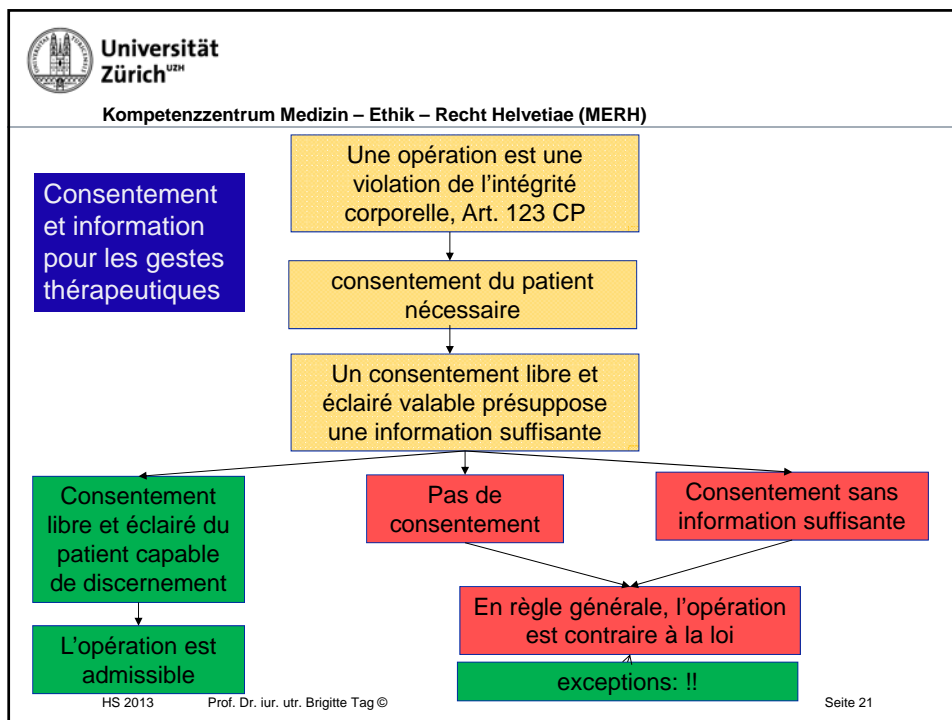 Universität
Zürich UZH
Kompetenzzentrum Medizin – Ethik – Recht Helvetiae (MERH)
Consentement
et information
pour les gestes
thérapeutiques
Une opération est une
violation de l’intégrité
corporelle, Art. 123 CP
consentement du patient
nécessaire
Un consentement libre et
éclairé valable présuppose
une information suffisante
Consentement
libre et éclairé du
patient capable
de discernement
Pas de
consentement
Consentement sans
information suffisante
L’opération est
admissible
En règle générale, l’opération
est contraire à la loi
exceptions: !!
HS 2013 Prof. Dr. iur. utr. Brigitte Tag © Seite 21